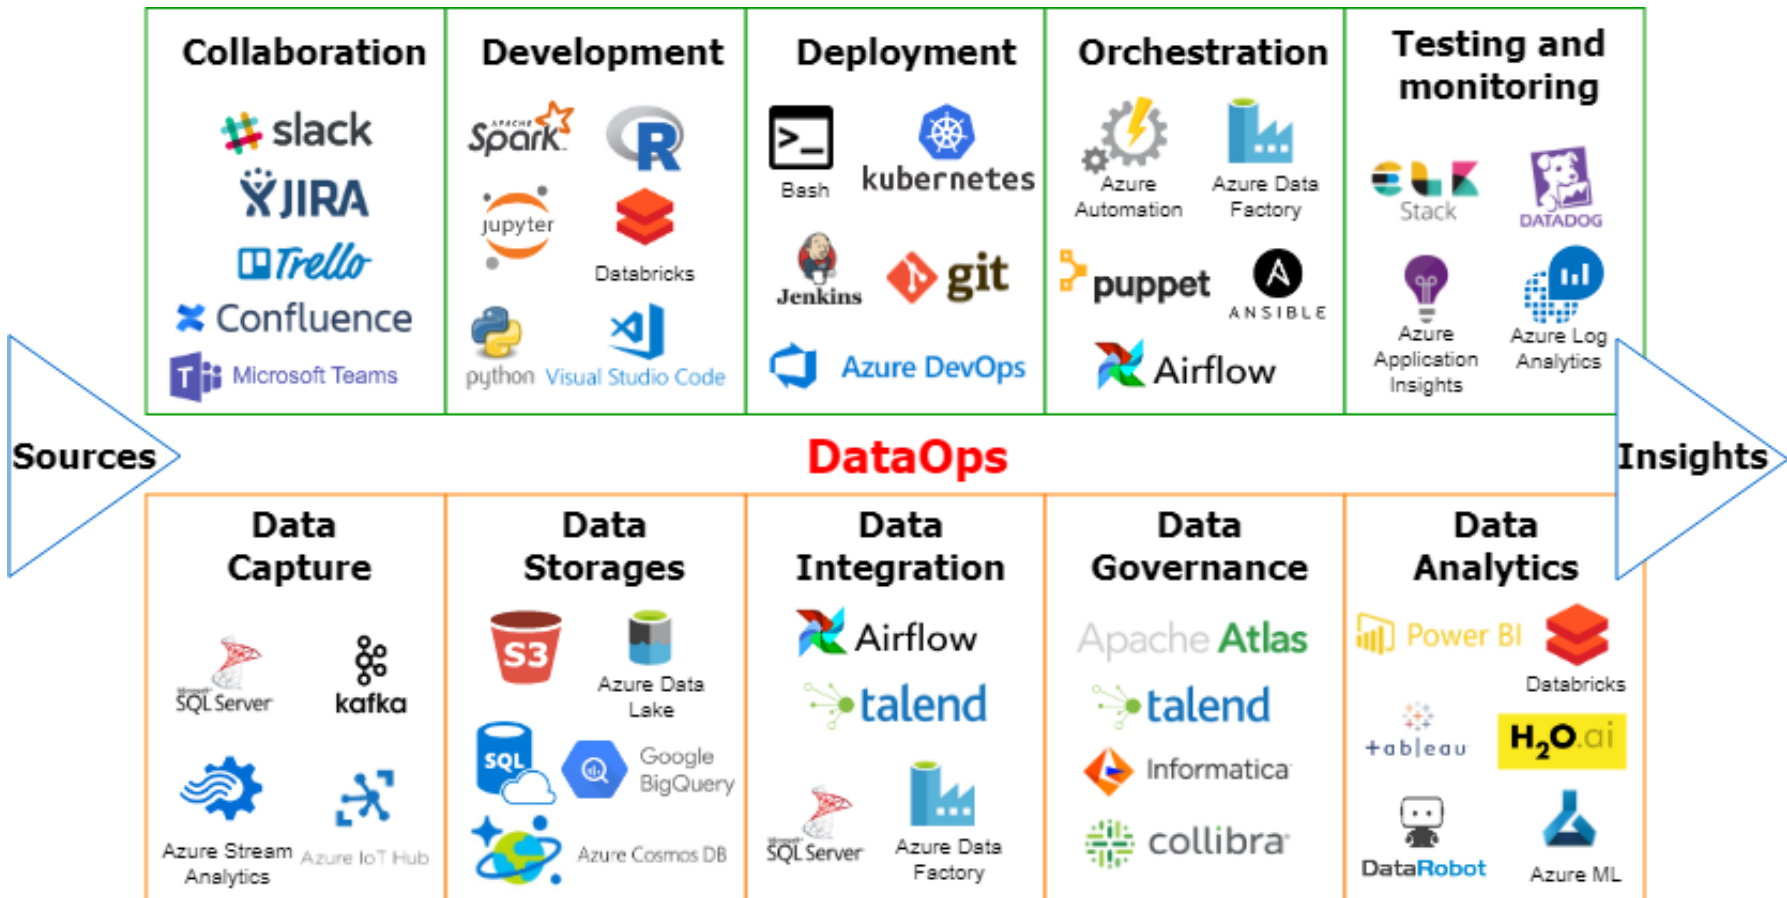 Collaboration
slack
JIRA
Trello
Confluence
T
Microsoft Teams
Development
APACHE
Spark
R
jupyter
Databricks
python
Visual Studio Code
Deployment
>_
Bash
kubernetes
Jenkins
git
Azure DevOps
Orchestration
Azure
Automation
Azure Data
Factory
puppet
A
ANSIBLE
Airflow
Testing and
monitoring
Stack
DATADOG
Azure
Application
Insights
Azure Log
Analytics
Sources
DataOps
Insights
Data
Capture
Microsoft
SQL Server
kafka
Azure Stream
Analytics
Azure IoT Hub
Data
Storages
S3
Azure Data
Lake
SQL
Google
BigQuery
Azure Cosmos DB
Data
Integration
Airflow
talend
Microsoft
SQL Server
Azure Data
Factory
Data
Governance
Apache Atlas
talend
Informatica
collibra
Data
Analytics
Power BI
Databricks
+ableau
H2O.ai
DataRobot
Azure ML